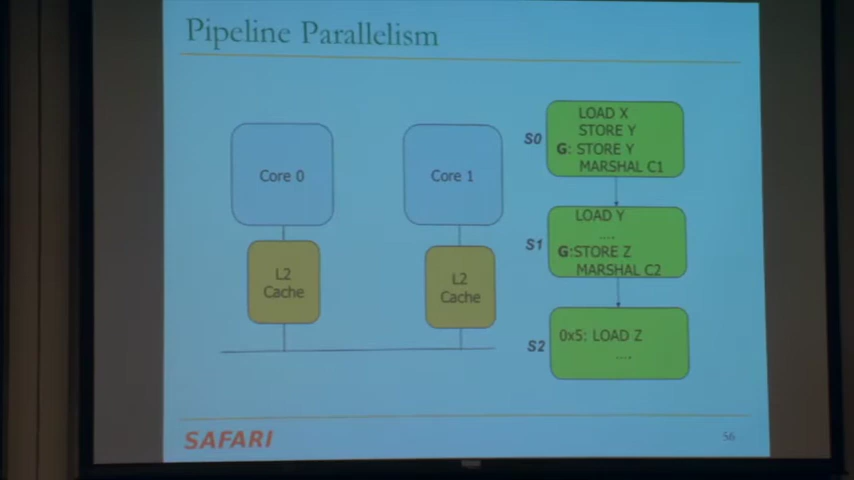 Pipeline Parallelism
Core 0
Core 1
L2
Cache
L2
Cache
S0
LOAD X
STORE Y
G: STORE Y
MARSHAL C1
S1
LOAD Y
....
G:STORE Z
MARSHAL C2
S2
0x5: LOAD Z
....
SAFARI
56